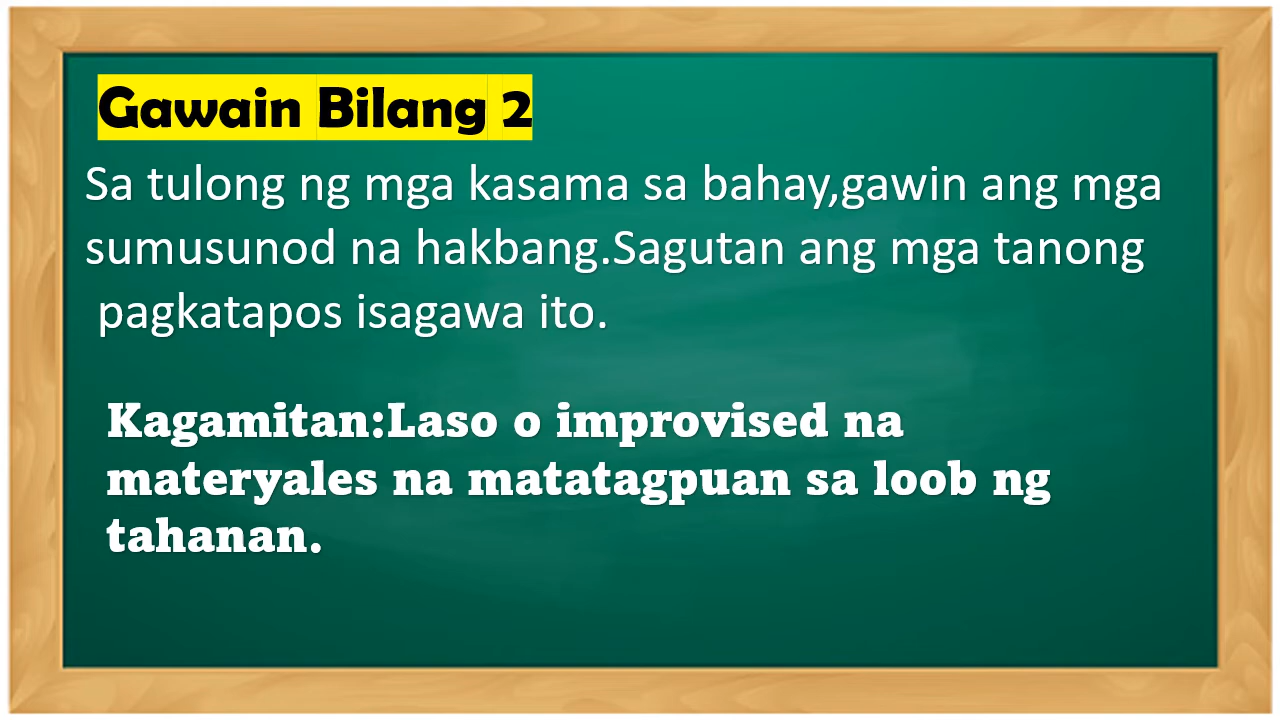 Gawain Bilang 2
Sa tulong ng mga kasama sa bahay,gawin ang mga
sumusunod na hakbang.Sagutan ang mga tanong
pagkatapos isagawa ito.
Kagamitan:Laso o improvised na
materyales na matatagpuan sa loob ng
tahanan.